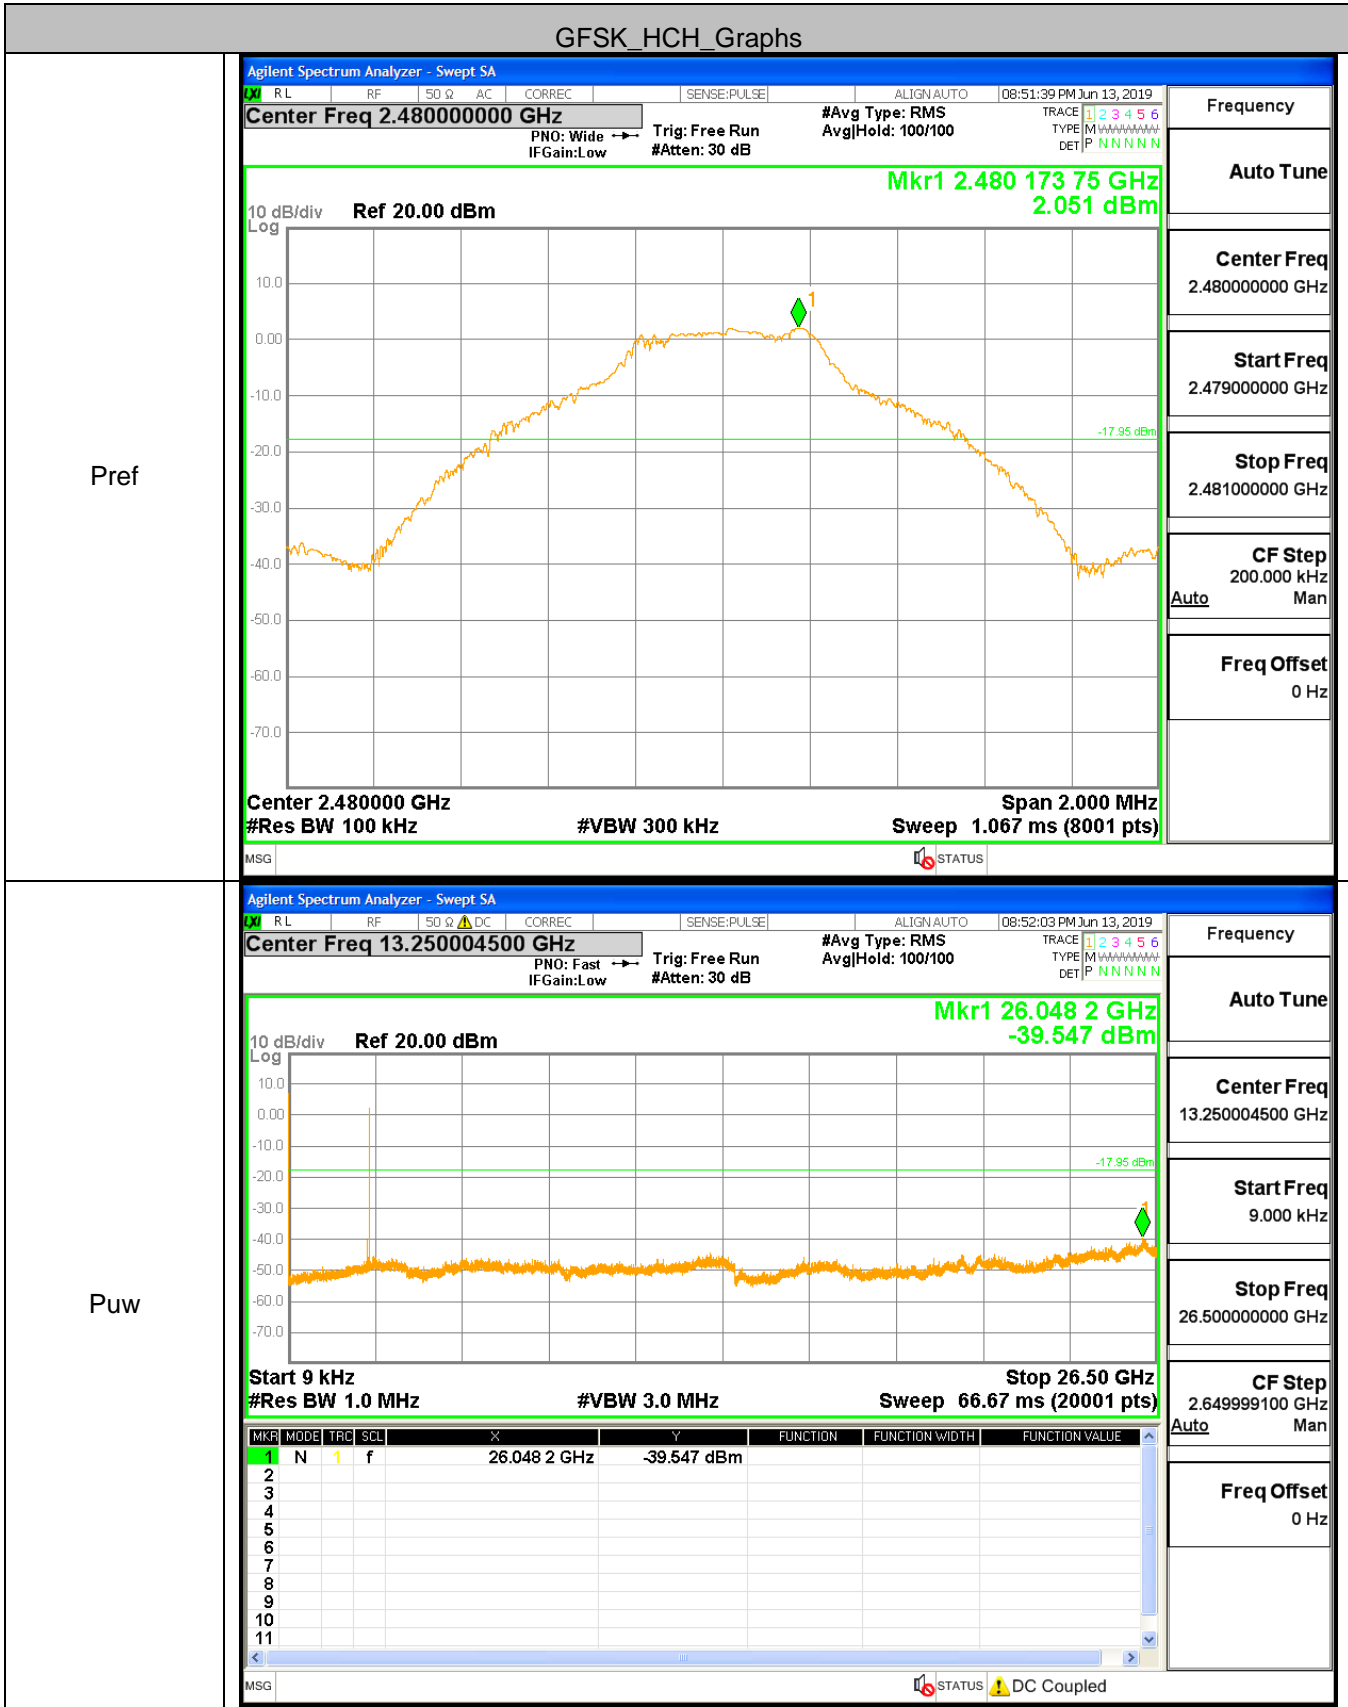 GFSK_HCH_Graphs
Pref
Agilent Spectrum Analyzer - Swept SA
LXI RL RF 50 Ω AC CORREC SENSE:PULSE ALIGN AUTO 08:51:39 PM Jun 13, 2019
Center Freq 2.480000000 GHz
PNO: Wide
IFGain:Low
Trig: Free Run
#Atten: 30 dB
#Avg Type: RMS
Avg|Hold: 100/100
TRACE 1 2 3 4 5 6
TYPE M
DET P N N N N N
Mkr1 2.480 173 75 GHz
2.051 dBm
10 dB/div
Log
Ref 20.00 dBm
10.0
0.00
-10.0
-20.0
-30.0
-40.0
-50.0
-60.0
-70.0
1
-17.95 dBm
Center 2.480000 GHz
Span 2.000 MHz
#Res BW 100 kHz
#VBW 300 kHz
Sweep 1.067 ms (8001 pts)
MSG
STATUS
Frequency
Auto Tune
Center Freq
2.480000000 GHz
Start Freq
2.479000000 GHz
Stop Freq
2.481000000 GHz
CF Step
200.000 kHz
Auto Man
Freq Offset
0 Hz
Puw
Agilent Spectrum Analyzer - Swept SA
LXI RL RF 50 Ω DC CORREC SENSE:PULSE ALIGN AUTO 08:52:03 PM Jun 13, 2019
Center Freq 13.250004500 GHz
PNO: Fast
IFGain:Low
Trig: Free Run
#Atten: 30 dB
#Avg Type: RMS
Avg|Hold: 100/100
TRACE 1 2 3 4 5 6
TYPE M
DET P N N N N N
Mkr1 26.048 2 GHz
-39.547 dBm
10 dB/div
Log
Ref 20.00 dBm
10.0
0.00
-10.0
-20.0
-30.0
-40.0
-50.0
-60.0
-70.0
-17.95 dBm
1
Start 9 kHz
Stop 26.50 GHz
#Res BW 1.0 MHz
#VBW 3.0 MHz
Sweep 66.67 ms (20001 pts)
MKR MODE TRC SCL X Y FUNCTION FUNCTION WIDTH FUNCTION VALUE
1 N 1 f 26.048 2 GHz -39.547 dBm
2
3
4
5
6
7
8
9
10
11
MSG
STATUS
DC Coupled
Frequency
Auto Tune
Center Freq
13.250004500 GHz
Start Freq
9.000 kHz
Stop Freq
26.500000000 GHz
CF Step
2.649999100 GHz
Auto Man
Freq Offset
0 Hz